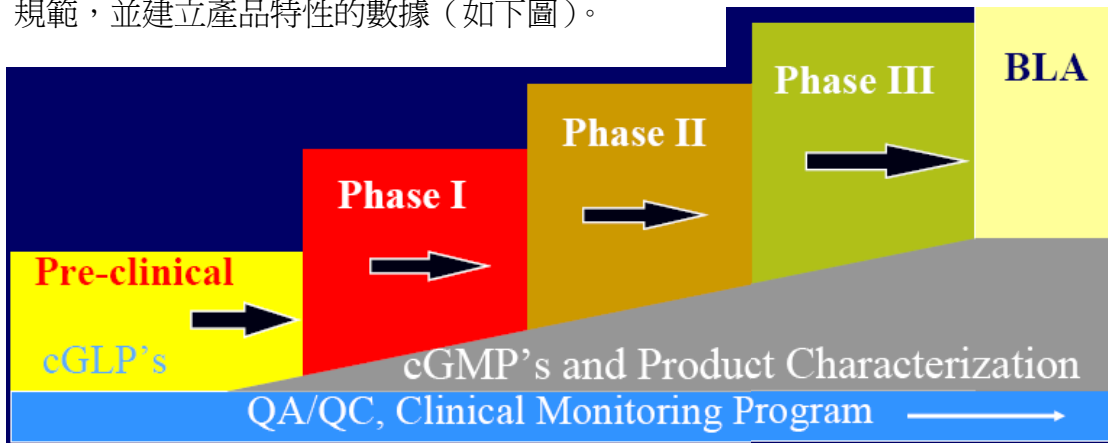 規範，並建立產品特性的數據（如下圖）。
BLA
Phase III
Phase II
Phase I
Pre-clinical
cGLP's
cGMP's and Product Characterization
QA/QC, Clinical Monitoring Program